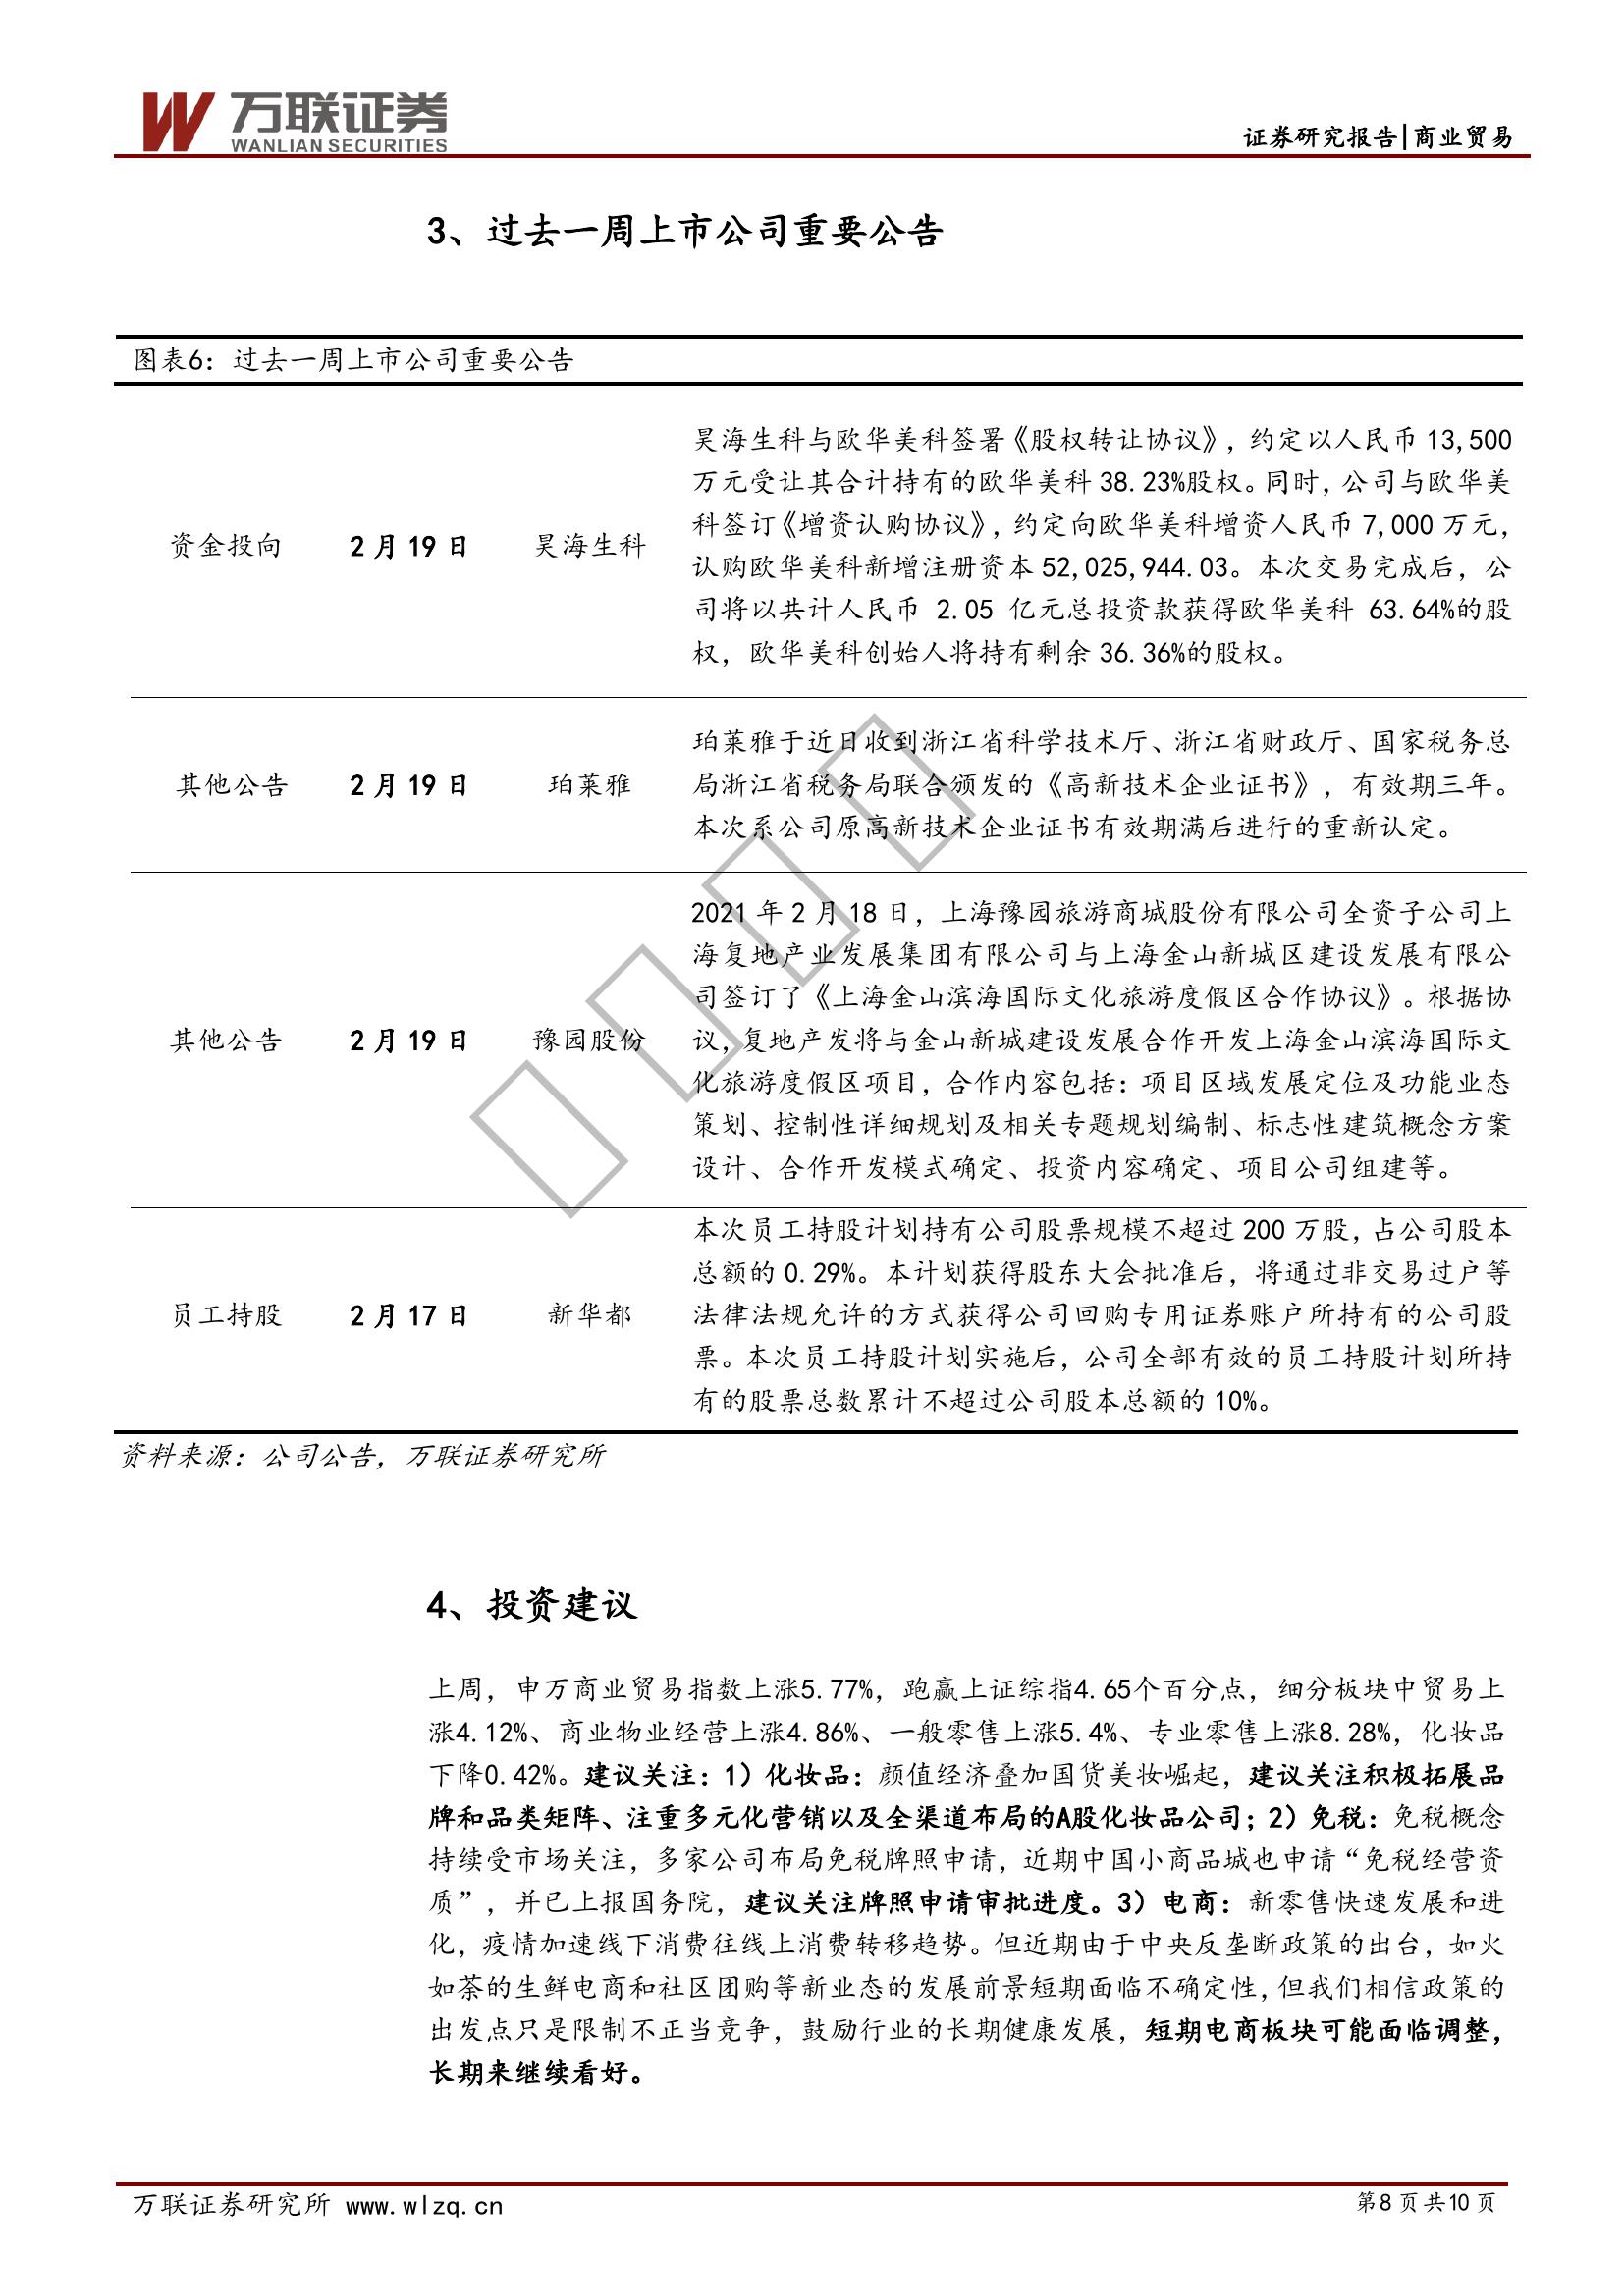 万联证券
WANLIAN SECURITIES
证券研究报告|商业贸易
3、过去一周上市公司重要公告
图表6：过去一周上市公司重要公告
资金投向 2 月 19 日 昊海生科
昊海生科与欧华美科签署《股权转让协议》，约定以人民币 13,500
万元受让其合计持有的欧华美科 38.23%股权。同时，公司与欧华美
科签订《增资认购协议》，约定向欧华美科增资人民币 7,000 万元，
认购欧华美科新增注册资本 52,025,944.03。本次交易完成后，公
司将以共计人民币 2.05 亿元总投资款获得欧华美科 63.64%的股
权，欧华美科创始人将持有剩余 36.36%的股权。
其他公告 2 月 19 日 珀莱雅
珀莱雅于近日收到浙江省科学技术厅、浙江省财政厅、国家税务总
局浙江省税务局联合颁发的《高新技术企业证书》，有效期三年。
本次系公司原高新技术企业证书有效期满后进行的重新认定。
其他公告 2 月 19 日 豫园股份
2021 年 2 月 18 日，上海豫园旅游商城股份有限公司全资子公司上
海复地产业发展集团有限公司与上海金山新城区建设发展有限公
司签订了《上海金山滨海国际文化旅游度假区合作协议》。根据协
议，复地产发将与金山新城建设发展合作开发上海金山滨海国际文
化旅游度假区项目，合作内容包括：项目区域发展定位及功能业态
策划、控制性详细规划及相关专题规划编制、标志性建筑概念方案
设计、合作开发模式确定、投资内容确定、项目公司组建等。
员工持股 2 月 17 日 新华都
本次员工持股计划持有公司股票规模不超过 200 万股，占公司股本
总额的 0.29%。本计划获得股东大会批准后，将通过非交易过户等
法律法规允许的方式获得公司回购专用证券账户所持有的公司股
票。本次员工持股计划实施后，公司全部有效的员工持股计划所持
有的股票总数累计不超过公司股本总额的 10%。
资料来源：公司公告，万联证券研究所
4、投资建议
上周，申万商业贸易指数上涨5.77%，跑赢上证综指4.65个百分点，细分板块中贸易上
涨4.12%、商业物业经营上涨4.86%、一般零售上涨5.4%、专业零售上涨8.28%，化妆品
下降0.42%。建议关注：1）化妆品：颜值经济叠加国货美妆崛起，建议关注积极拓展品
牌和品类矩阵、注重多元化营销以及全渠道布局的A股化妆品公司；2）免税：免税概念
持续受市场关注，多家公司布局免税牌照申请，近期中国小商品城也申请“免税经营资
质”，并已上报国务院，建议关注牌照申请审批进度。3）电商：新零售快速发展和进
化，疫情加速线下消费往线上消费转移趋势。但近期由于中央反垄断政策的出台，如火
如荼的生鲜电商和社区团购等新业态的发展前景短期面临不确定性，但我们相信政策的
出发点只是限制不正当竞争，鼓励行业的长期健康发展，短期电商板块可能面临调整，
长期来继续看好。
万联证券研究所 www.wlzq.cn
第8 页共10 页